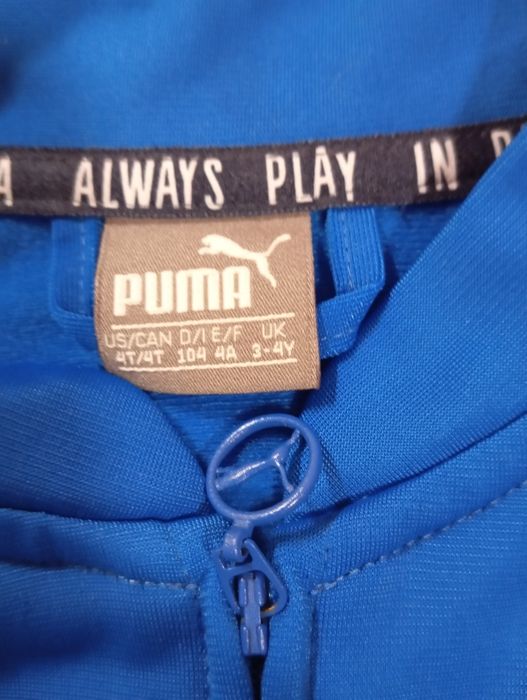 ALWAYS PLAY IN
PUMA
US/CAN D/I E/F UK
4T/4T 104 4A 3-4Y